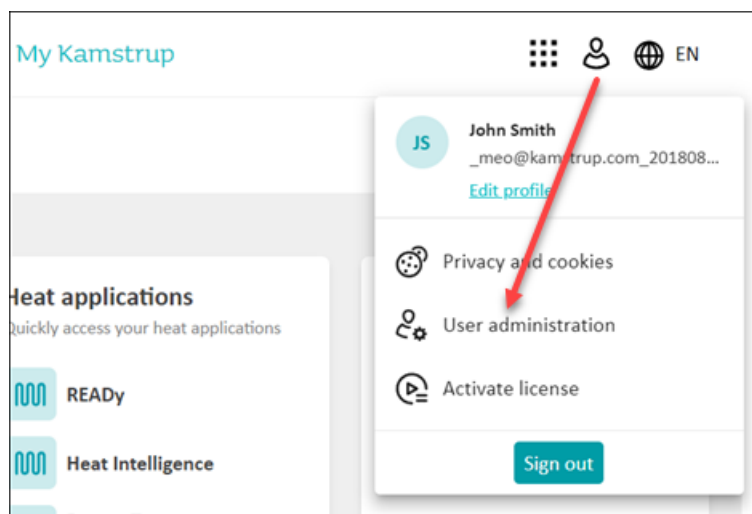 My Kamstrup
EN
JS
John Smith
_meo@kamstrup.com_201808...
Edit profile
Privacy and cookies
Heat applications
Quickly access your heat applications
User administration
READy
Activate license
Heat Intelligence
Sign out